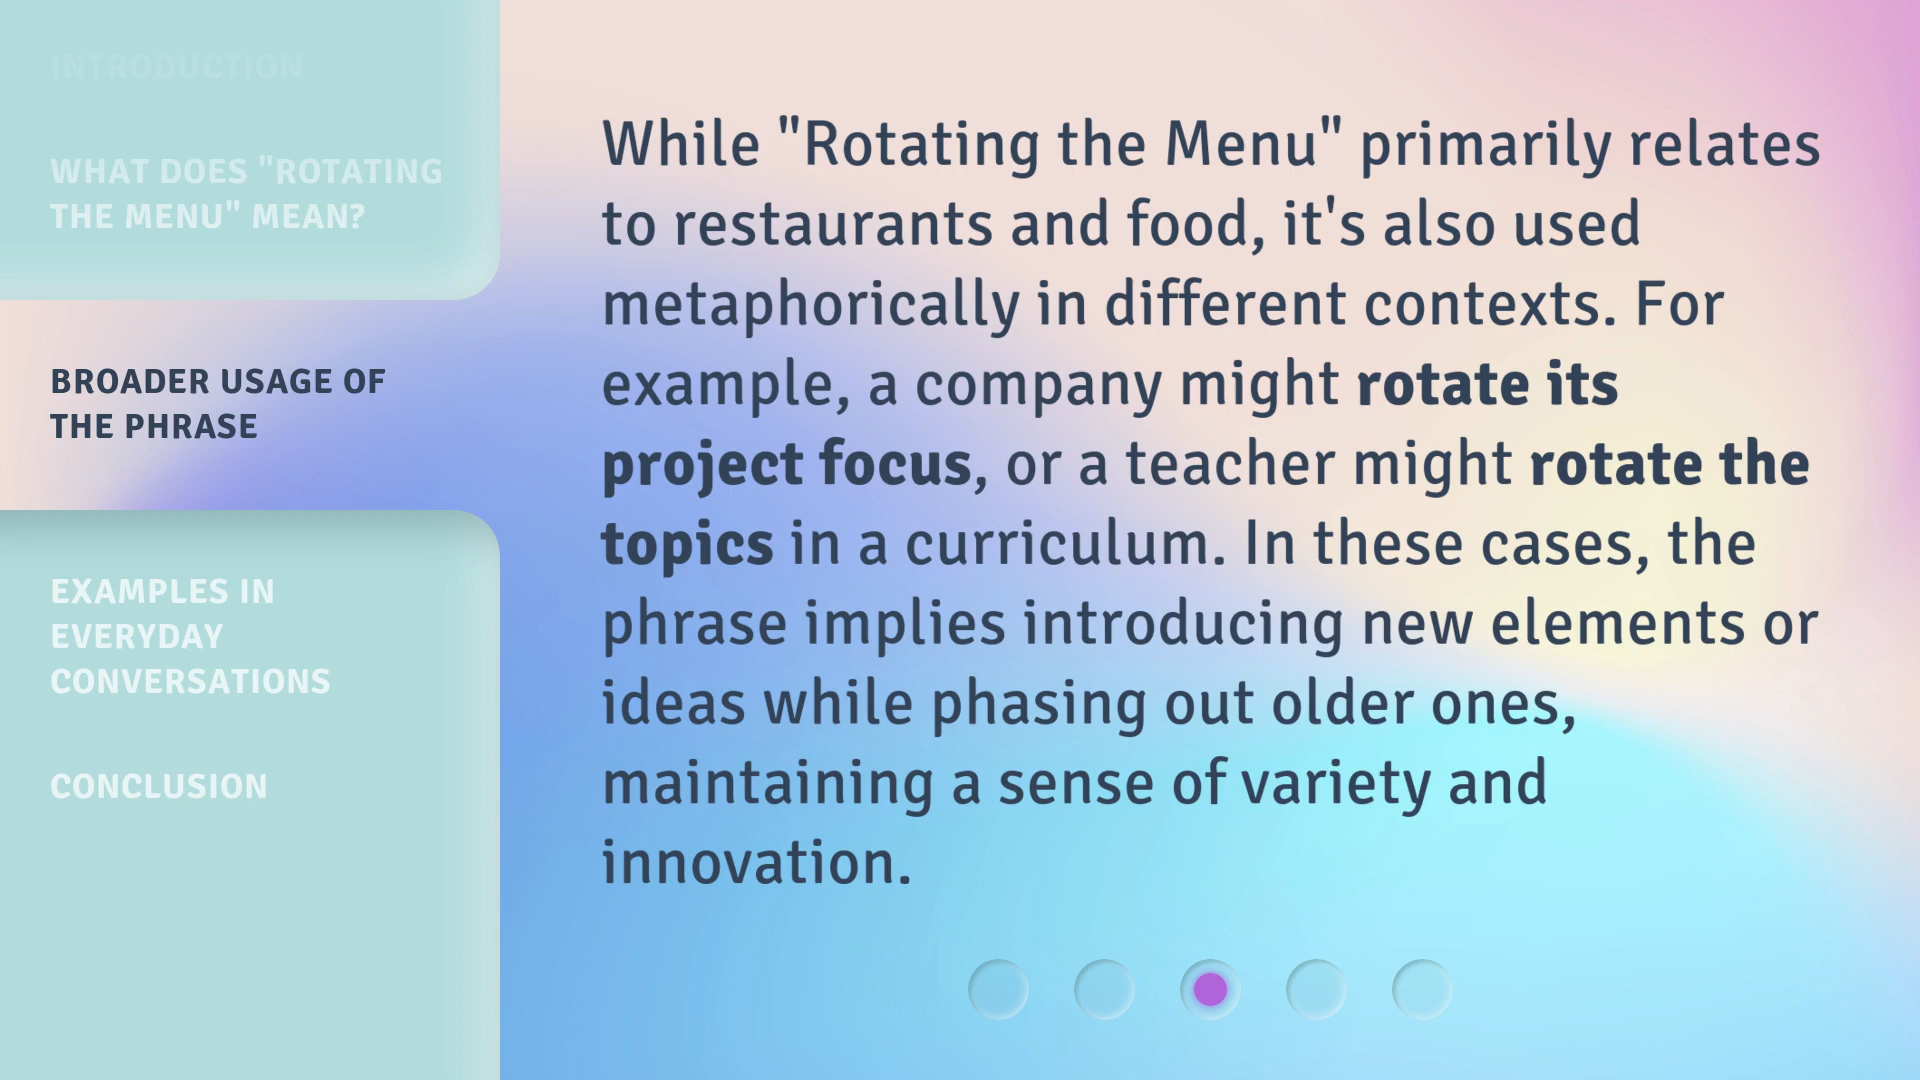 INTRODUCTION
WHAT DOES "ROTATING
THE MENU" MEAN?
BROADER USAGE OF
THE PHRASE
EXAMPLES IN
EVERYDAY
CONVERSATIONS
CONCLUSION
While "Rotating the Menu" primarily relates
to restaurants and food, it's also used
metaphorically in different contexts. For
example, a company might rotate its
project focus, or a teacher might rotate the
topics in a curriculum. In these cases, the
phrase implies introducing new elements or
ideas while phasing out older ones,
maintaining a sense of variety and
innovation.